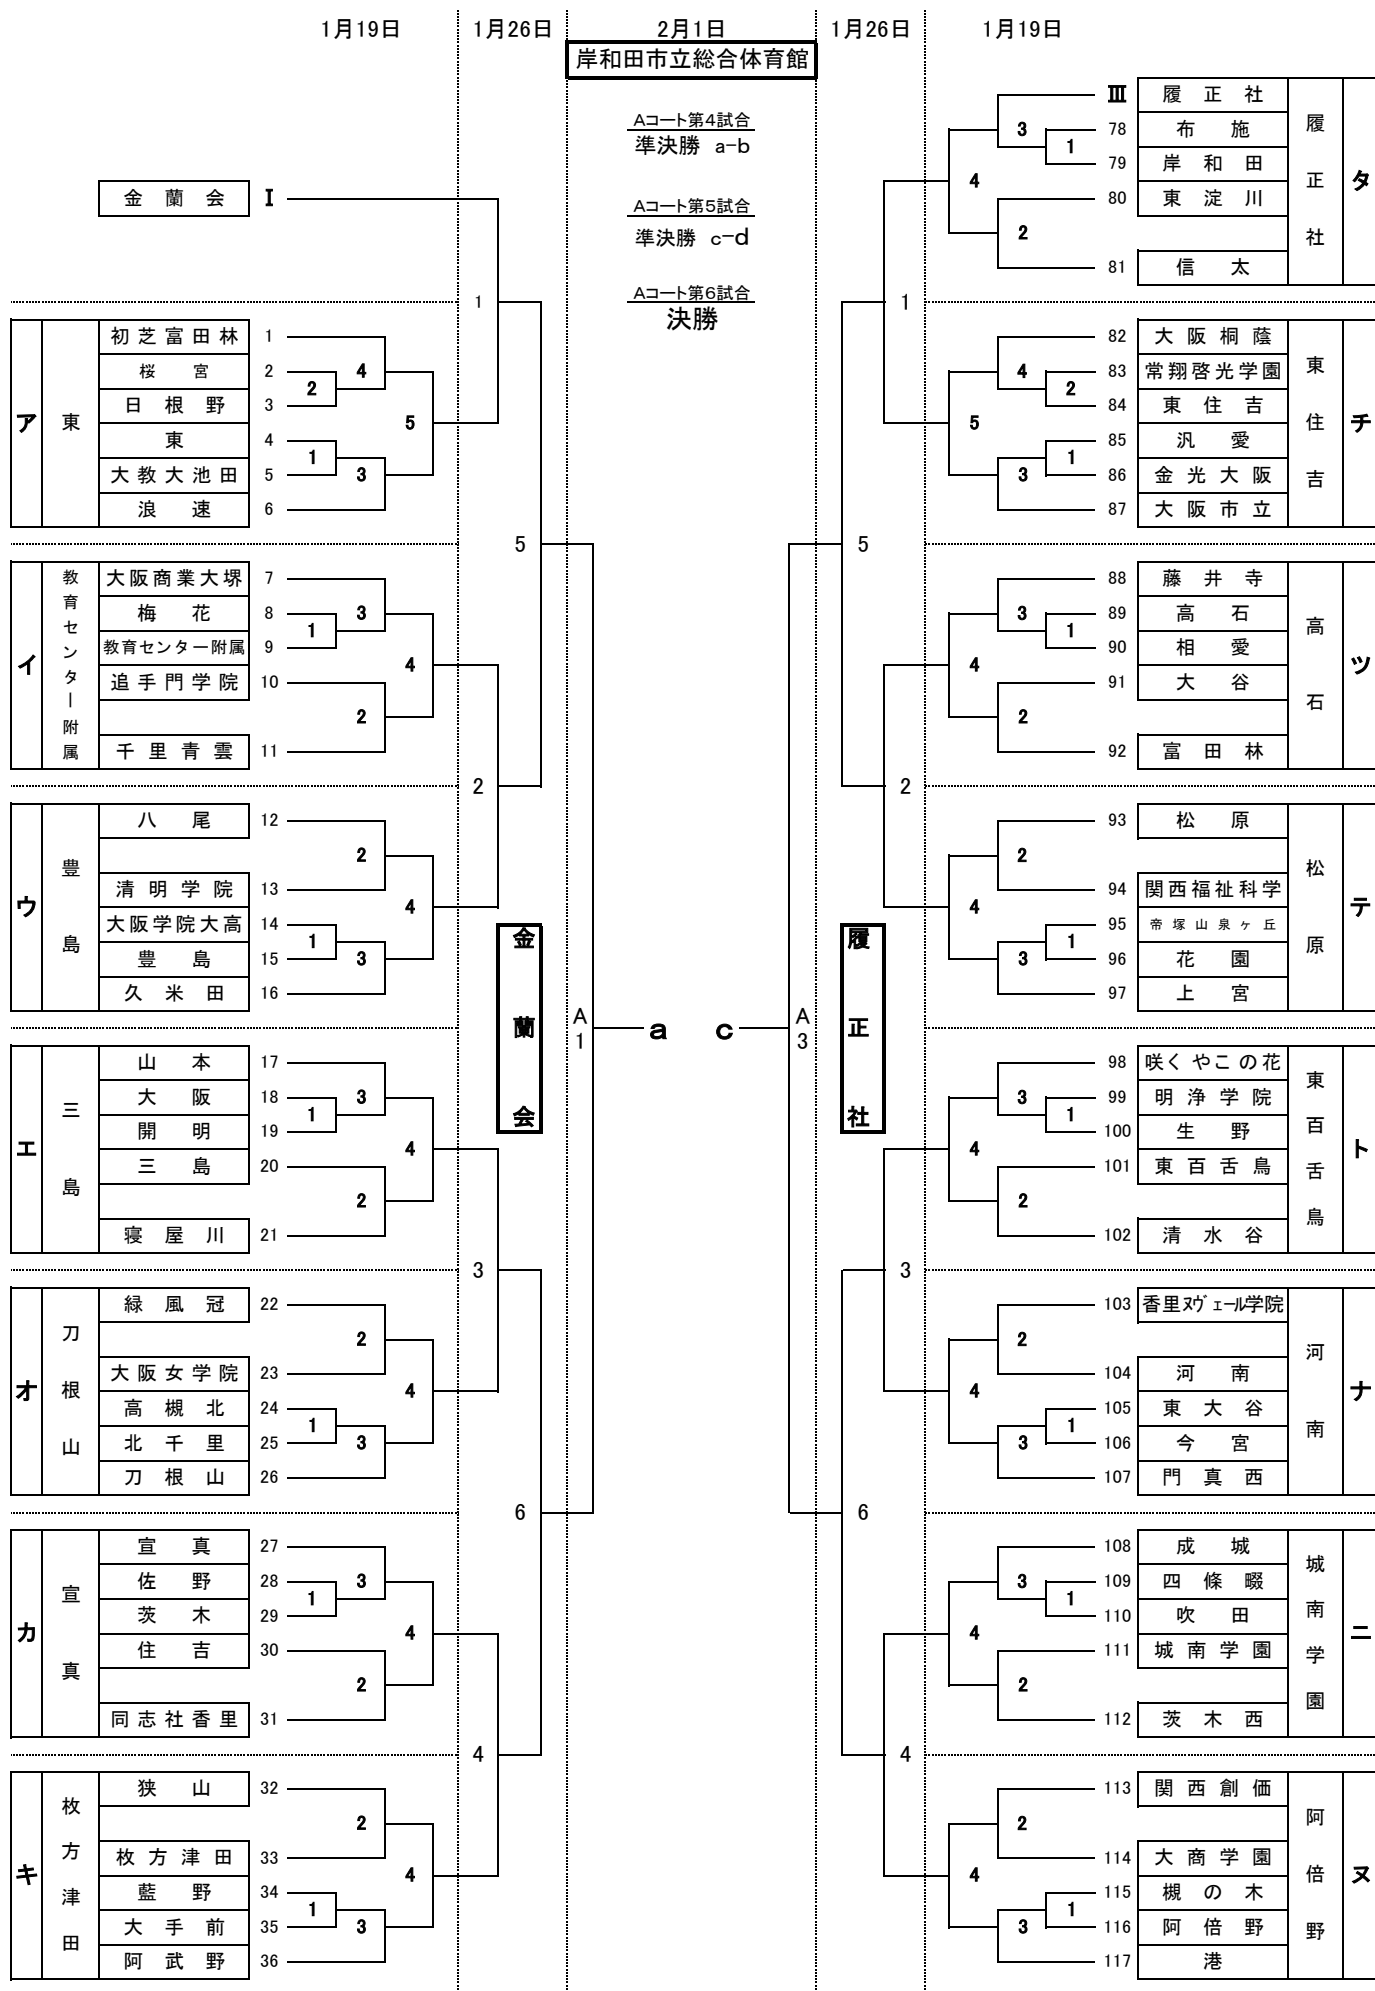 1月19日 1月26日 2月1日 1月26日 1月19日
岸和田市立総合体育館
Aコート第4試合
準決勝 a-b
Aコート第5試合
準決勝 c-d
Aコート第6試合
決勝
金蘭会 Ⅰ
1
5
2
3
6
4
ア 東
初芝富田林 1
桜宮 2
日根野 3
東 4
大教大池田 5
浪速 6
2 4
1 3
5
イ 教育センター附属
大阪商業大堺 7
梅花 8
教育センター附属 9
追手門学院 10
千里青雲 11
1 3
2
4
ウ 豊島
八尾 12
清明学院 13
大阪学院大高 14
豊島 15
久米田 16
2
1 3
4
エ 三島
山本 17
大阪 18
開明 19
三島 20
寝屋川 21
1 3
2
4
オ 刀根山
緑風冠 22
大阪女学院 23
高槻北 24
北千里 25
刀根山 26
2
1 3
4
カ 宣真
宣真 27
佐野 28
茨木 29
住吉 30
同志社香里 31
1 3
2
4
キ 枚方津田
狭山 32
枚方津田 33
藍野 34
大手前 35
阿武野 36
2
1 3
4
金蘭会
A1
a c
A3
履正社
1
5
2
3
6
4
Ⅲ 履正社
78 布施
79 岸和田
80 東淀川
81 信太
履正社 タ
3 1
2
4
82 大阪桐蔭
83 常翔啓光学園
84 東住吉
85 汎愛
86 金光大阪
87 大阪市立
東住吉 チ
4 2
3 1
5
88 藤井寺
89 高石
90 相愛
91 大谷
92 富田林
高石 ツ
3 1
2
4
93 松原
94 関西福祉科学
95 帝塚山泉ヶ丘
96 花園
97 上宮
松原 テ
2
3 1
4
98 咲くやこの花
99 明浄学院
100 生野
101 東百舌鳥
102 清水谷
東百舌鳥 ト
3 1
2
4
103 香里ヌヴェール学院
104 河南
105 東大谷
106 今宮
107 門真西
河南 ナ
2
3 1
4
108 成城
109 四條畷
110 吹田
111 城南学園
112 茨木西
城南学園 ニ
3 1
2
4
113 関西創価
114 大商学園
115 槻の木
116 阿倍野
117 港
阿倍野 ヌ
2
3 1
4